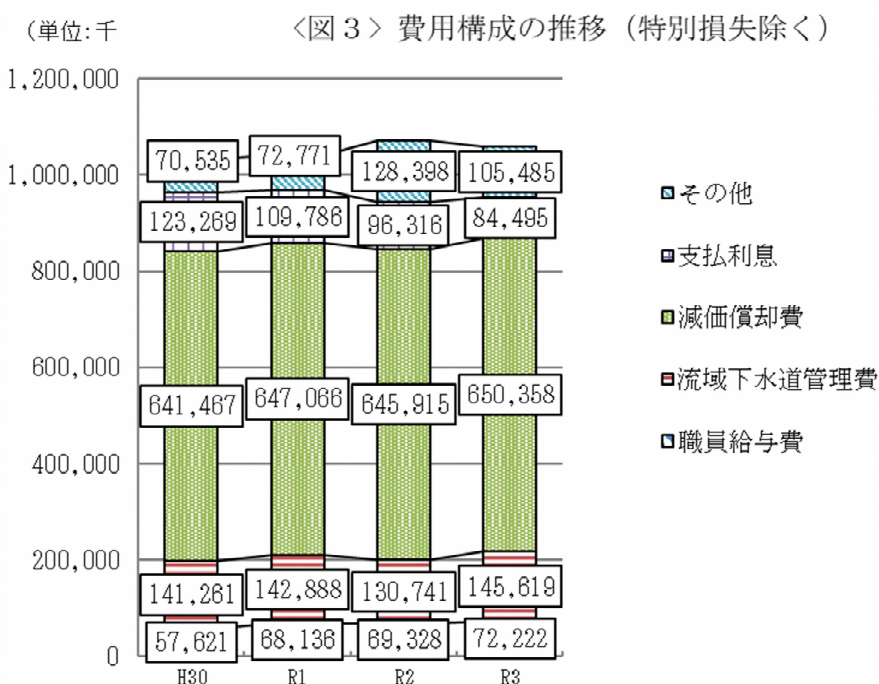 （単位：千
＜図３＞費用構成の推移（特別損失除く）
1,200,000
1,000,000
800,000
600,000
400,000
200,000
0
70,535
72,771
128,398
105,485
123,269
109,786
96,316
84,495
641,467
647,066
645,915
650,358
141,261
142,888
130,741
145,619
57,621
68,136
69,328
72,222
H30
R1
R2
R3
その他
支払利息
減価償却費
流域下水道管理費
職員給与費